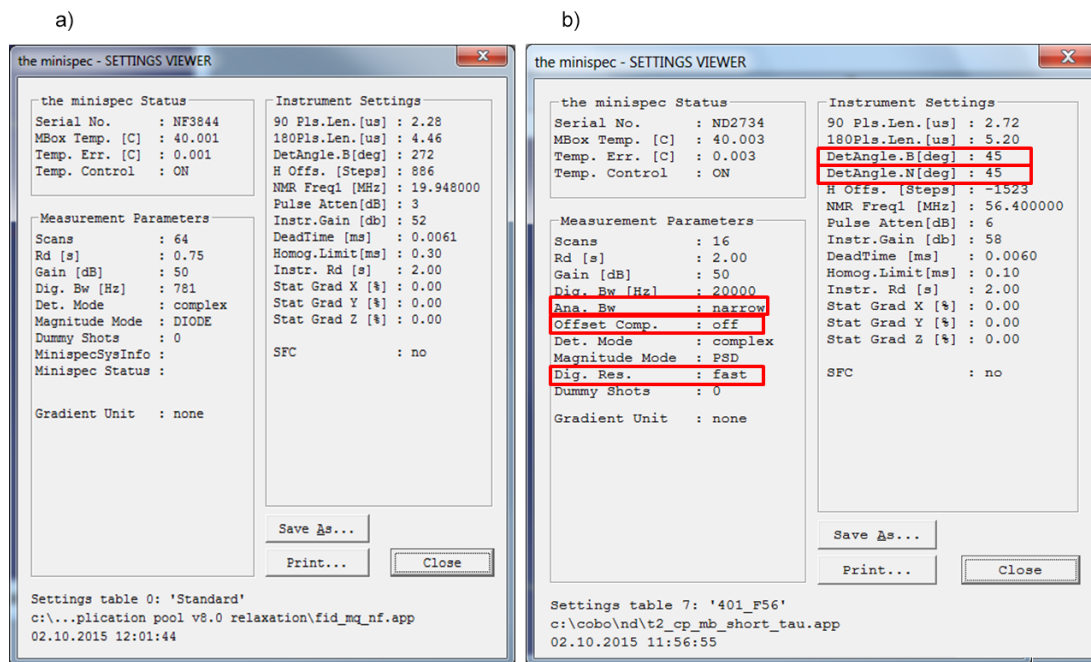 a)
the minispec - SETTINGS VIEWER
the minispec Status
Serial No. : NF3844
MBox Temp. [C] : 40.001
Temp. Err. [C] : 0.001
Temp. Control : ON
Measurement Parameters
Scans : 64
Rd [s] : 0.75
Gain [dB] : 50
Dig. Bw [Hz] : 781
Det. Mode : complex
Magnitude Mode : DIODE
Dummy Shots : 0
MinispecSysInfo :
Minispec Status :
Gradient Unit : none
Instrument Settings
90 Pls.Len.[us] : 2.28
180Pls.Len.[us] : 4.46
DetAngle.B[deg] : 272
H Offs. [Steps] : 886
NMR Freq1 [MHz] : 19.948000
Pulse Atten[dB] : 3
Instr.Gain [db] : 52
DeadTime [ms] : 0.0061
Homog.Limit[ms] : 0.30
Instr. Rd [s] : 2.00
Stat Grad X [%] : 0.00
Stat Grad Y [%] : 0.00
Stat Grad Z [%] : 0.00
SFC : no
Save As...
Print...
Close
Settings table 0: 'Standard'
c:\...plication pool v8.0 relaxation\fid_mq_nf.app
02.10.2015 12:01:44
b)
the minispec - SETTINGS VIEWER
the minispec Status
Serial No. : ND2734
MBox Temp. [C] : 40.003
Temp. Err. [C] : 0.003
Temp. Control : ON
Measurement Parameters
Scans : 16
Rd [s] : 2.00
Gain [dB] : 50
Dig. Bw [Hz] : 20000
Ana. Bw : narrow
Offset Comp. : off
Det. Mode : complex
Magnitude Mode : PSD
Dig. Res. : fast
Dummy Shots : 0
Gradient Unit : none
Instrument Settings
90 Pls.Len.[us] : 2.72
180Pls.Len.[us] : 5.20
DetAngle.B[deg] : 45
DetAngle.N[deg] : 45
H Offs. [Steps] : -1523
NMR Freq1 [MHz] : 56.400000
Pulse Atten[dB] : 6
Instr.Gain [db] : 58
DeadTime [ms] : 0.0060
Homog.Limit[ms] : 0.10
Instr. Rd [s] : 2.00
Stat Grad X [%] : 0.00
Stat Grad Y [%] : 0.00
Stat Grad Z [%] : 0.00
SFC : no
Save As...
Print...
Close
Settings table 7: '401_F56'
c:\cobo\nd\t2_cp_mb_short_tau.app
02.10.2015 11:56:55